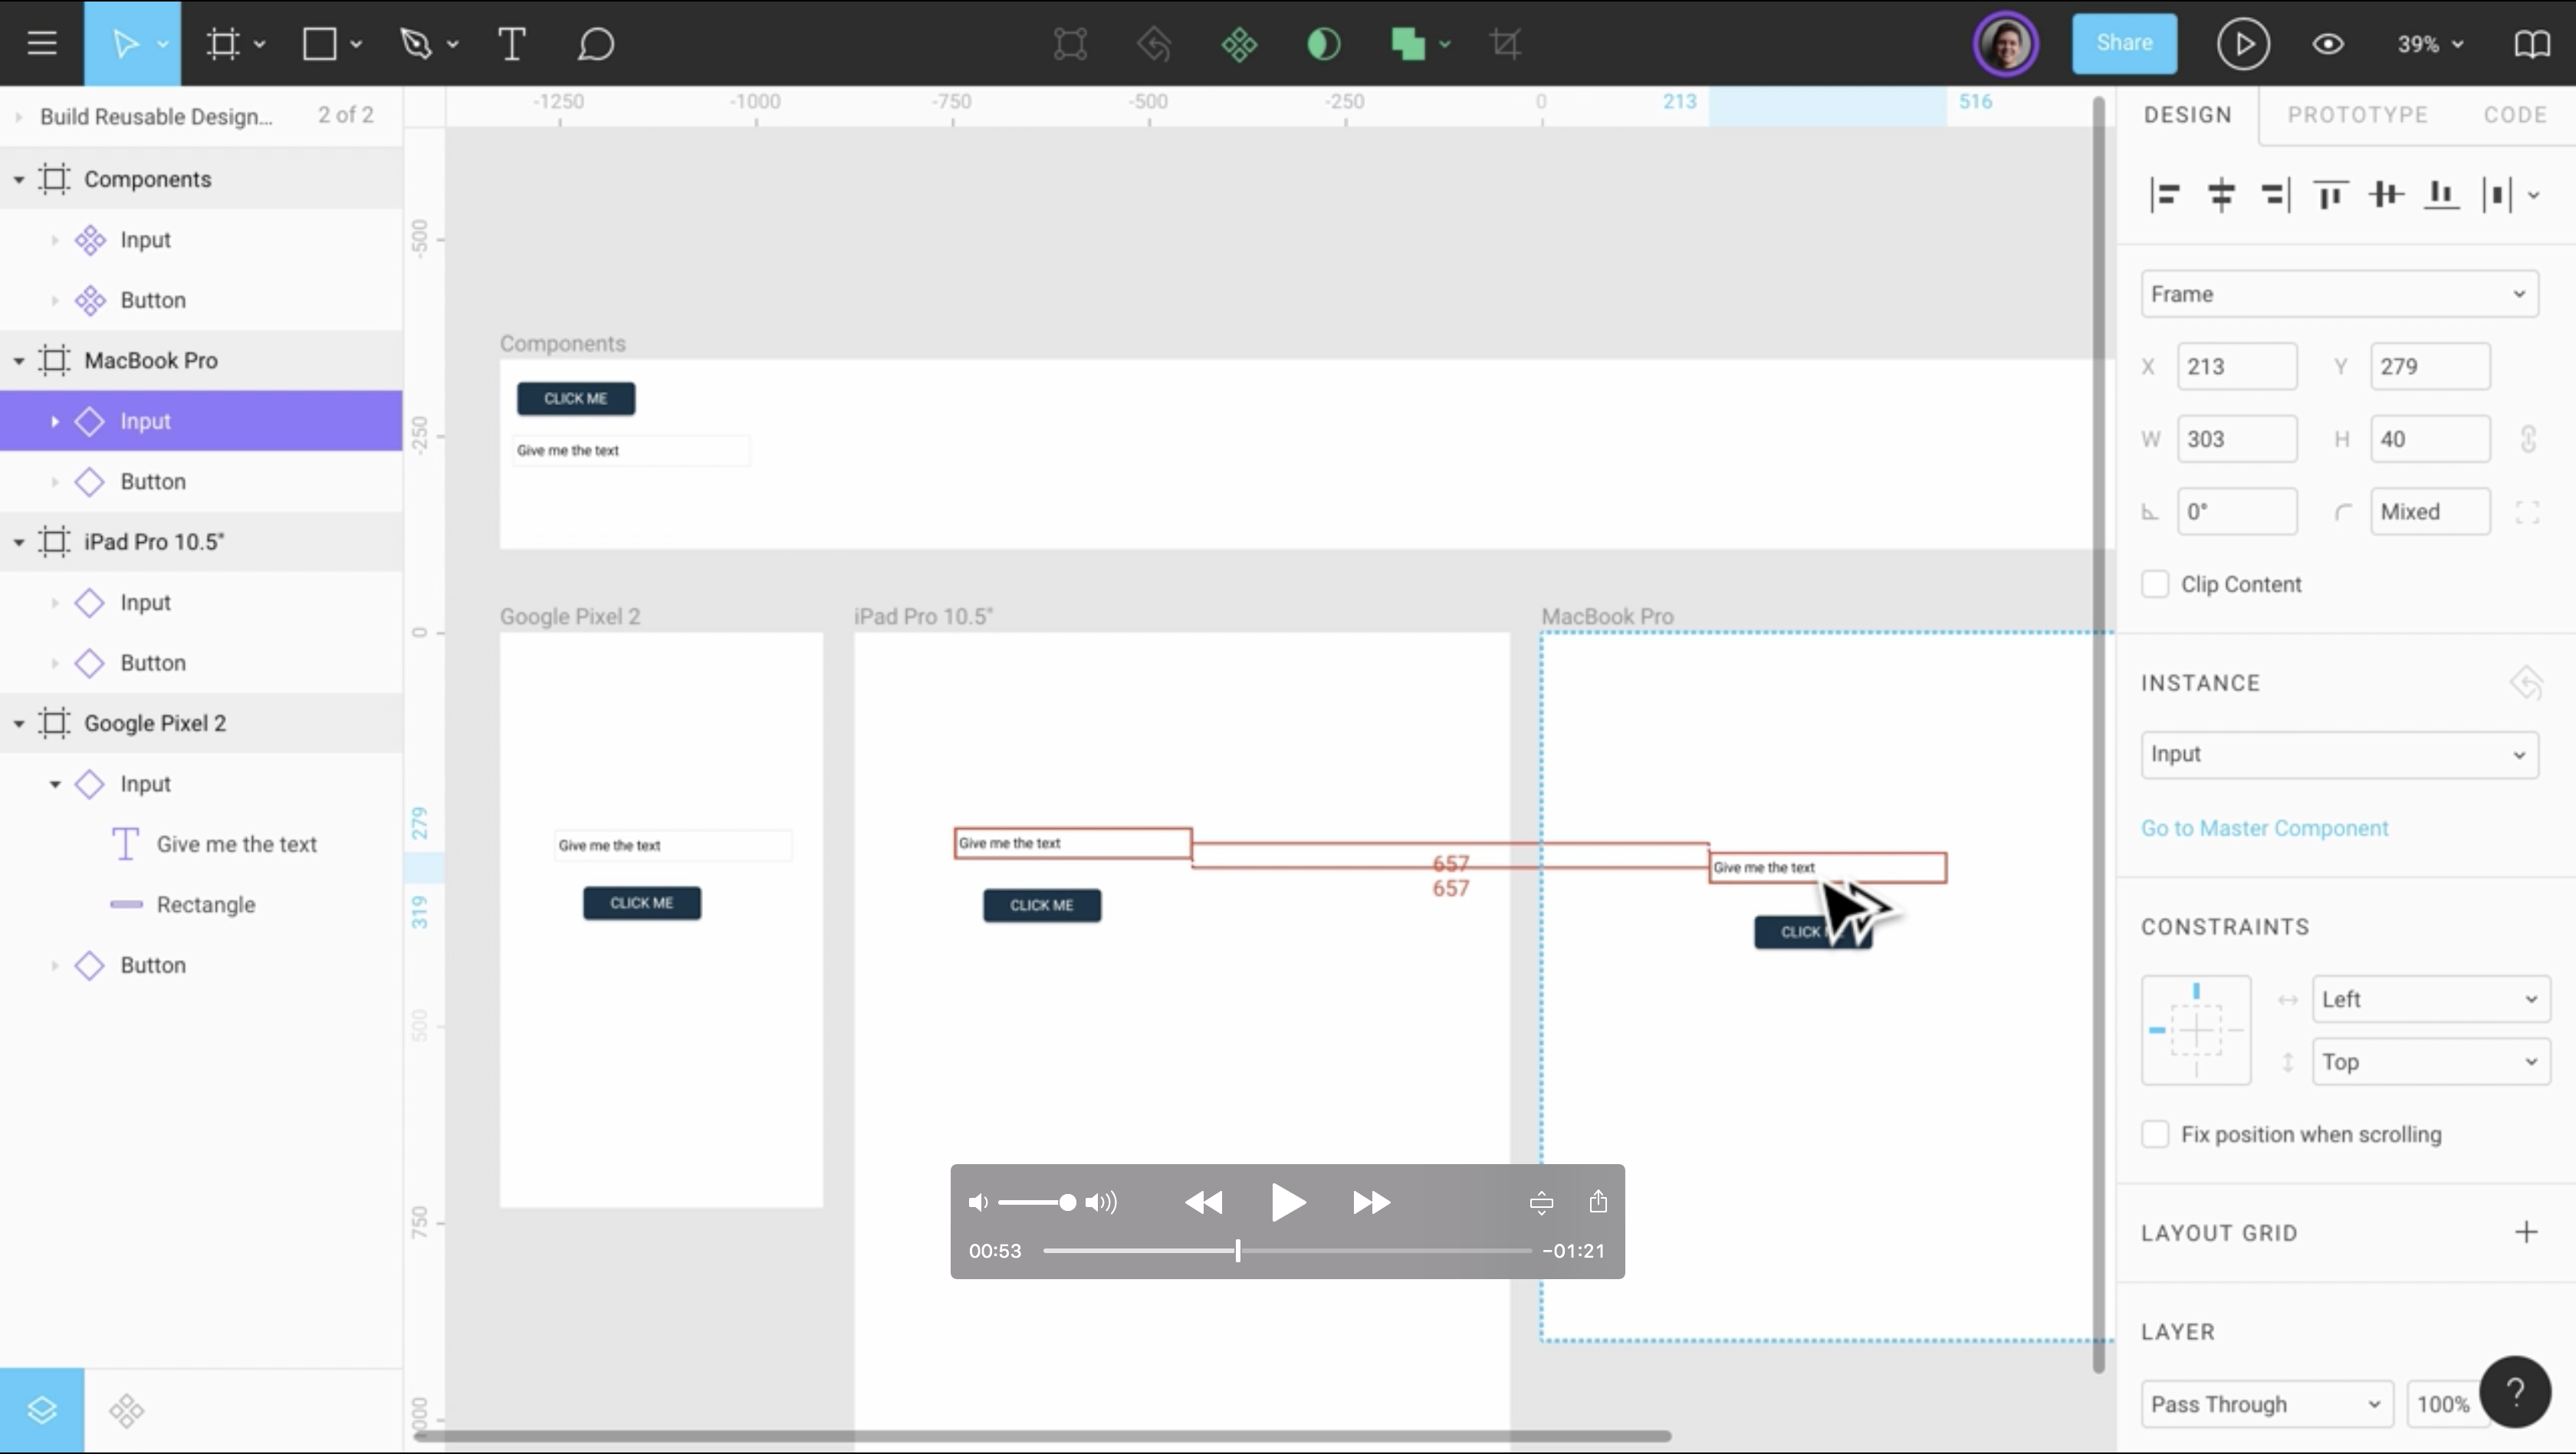 Share
39%
Build Reusable Design...
2 of 2
-1250
-1000
-750
-500
-250
0
213
516
DESIGN
PROTOTYPE
CODE
Components
Input
Button
MacBook Pro
Input
Button
iPad Pro 10.5"
Input
Button
Google Pixel 2
Input
Give me the text
Rectangle
Button
-500
-250
0
279
319
500
750
Components
CLICK ME
Give me the text
Google Pixel 2
Give me the text
CLICK ME
iPad Pro 10.5"
Give me the text
CLICK ME
657
657
MacBook Pro
Give me the text
CLICK
00:53
-01:21
Frame
X 213
Y 279
W 303
H 40
0°
Mixed
Clip Content
INSTANCE
Input
Go to Master Component
CONSTRAINTS
Left
Top
Fix position when scrolling
LAYOUT GRID
LAYER
Pass Through
100%
?